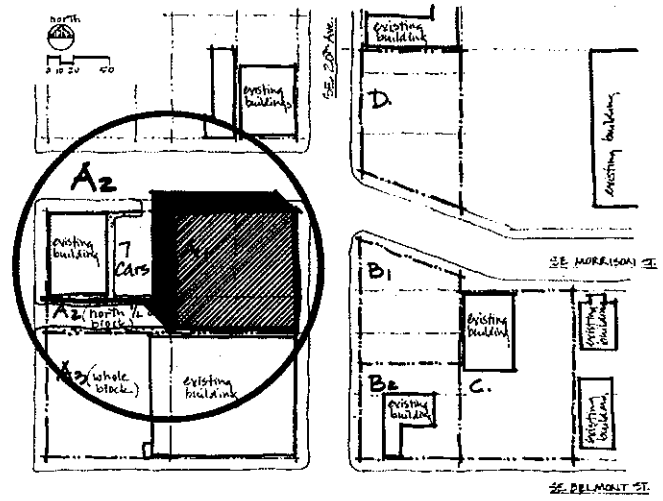 north
0 10 20 50
existing
building
existing
buildings
SE 20th Ave.
D.
existing building
A2
existing
building
7
cars
A2 (north 1/2
block)
A3 (whole
block)
existing
building
B1
SE MORRISON ST.
existing
building
existing
building
B2
existing
building
C.
existing
building
SE BELMONT ST.